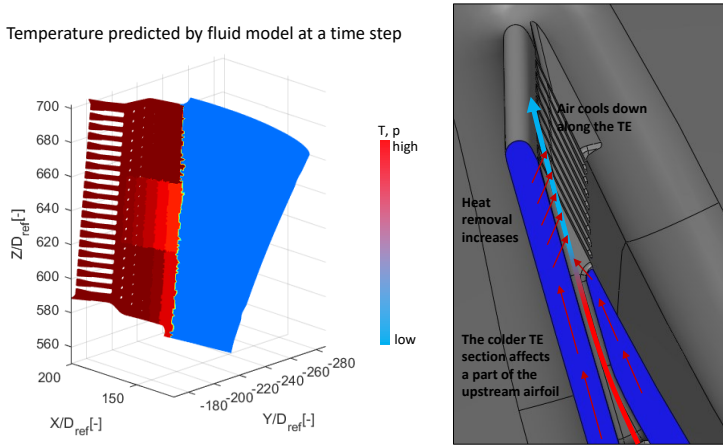 Temperature predicted by fluid model at a time step
700
680
660
640
620
600
580
560
Z/D_ref[-]
200
150
X/D_ref[-]
-180
-200
-220
-240
-260
-280
Y/D_ref[-]
T, p
high
low
Air cools down
along the TE
Heat
removal
increases
The colder TE
section affects
a part of the
upstream airfoil